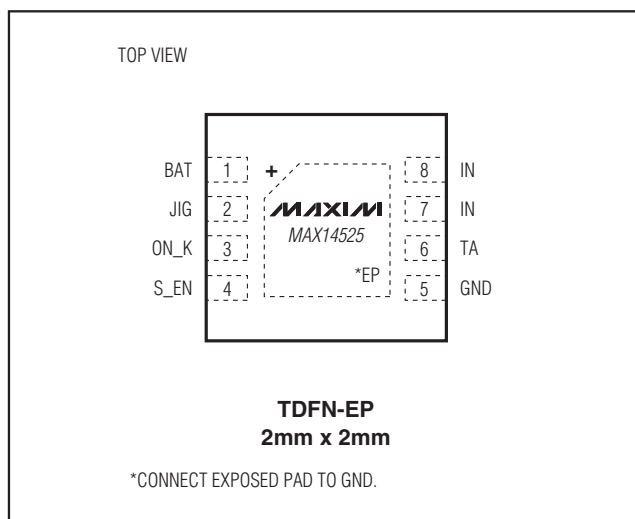 TOP VIEW
BAT 1 + 8 IN
JIG 2 MAXIM 7 IN
ON_K 3 MAX14525 6 TA
S_EN 4 *EP 5 GND
TDFN-EP
2mm x 2mm
*CONNECT EXPOSED PAD TO GND.